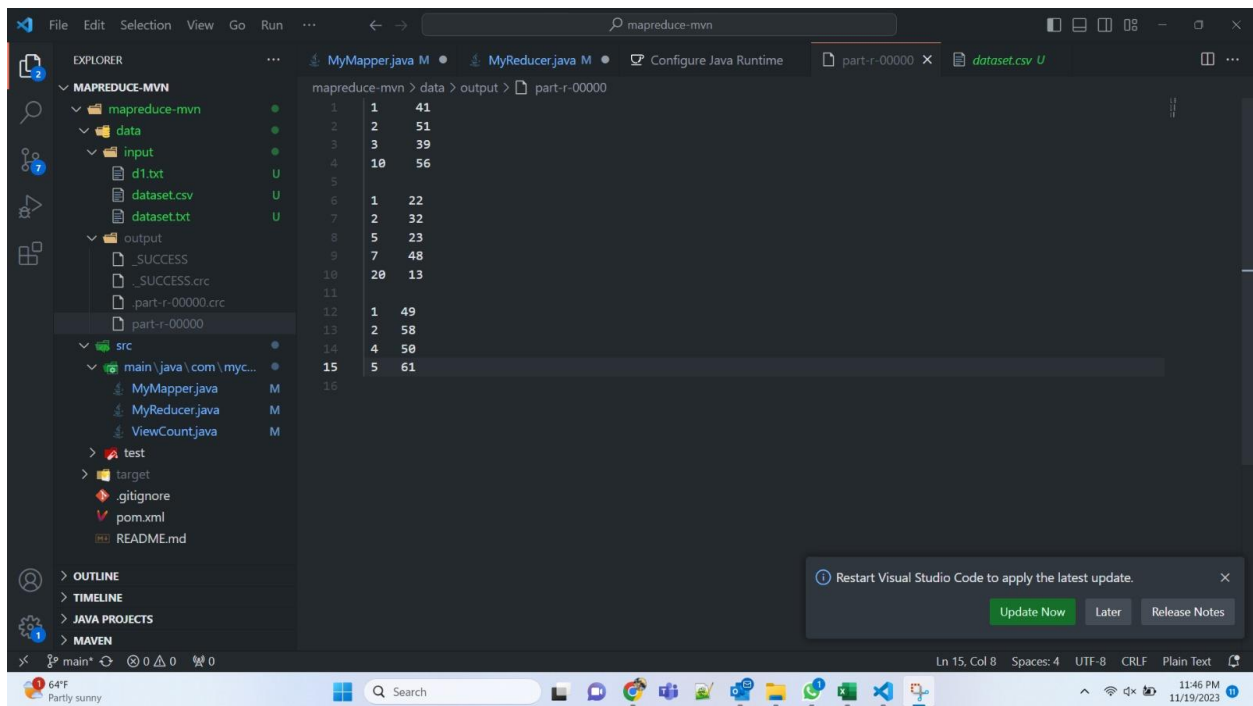 File Edit Selection View Go Run ··· mapreduce-mvn
EXPLORER ···
MyMapper.java M MyReducer.java M Configure Java Runtime part-r-00000 dataset.csv U ···
MAPREDUCE-MVN
mapreduce-mvn > data > output > part-r-00000
mapreduce-mvn
data
input
d1.txt U
dataset.csv U
dataset.txt U
output
_SUCCESS
._SUCCESS.crc
.part-r-00000.crc
part-r-00000
src
main\java\com\myc...
MyMapper.java M
MyReducer.java M
ViewCount.java M
test
target
.gitignore
pom.xml
README.md
OUTLINE
TIMELINE
JAVA PROJECTS
MAVEN
1 1 41
2 2 51
3 3 39
4 10 56
5
6 1 22
7 2 32
8 5 23
9 7 48
10 20 13
11
12 1 49
13 2 58
14 4 50
15 5 61
16
2
7
1
Restart Visual Studio Code to apply the latest update.
Update Now Later Release Notes
main* 0 0 0 Ln 15, Col 8 Spaces: 4 UTF-8 CRLF Plain Text
64°F
Partly sunny
Search
11:46 PM
11/19/2023